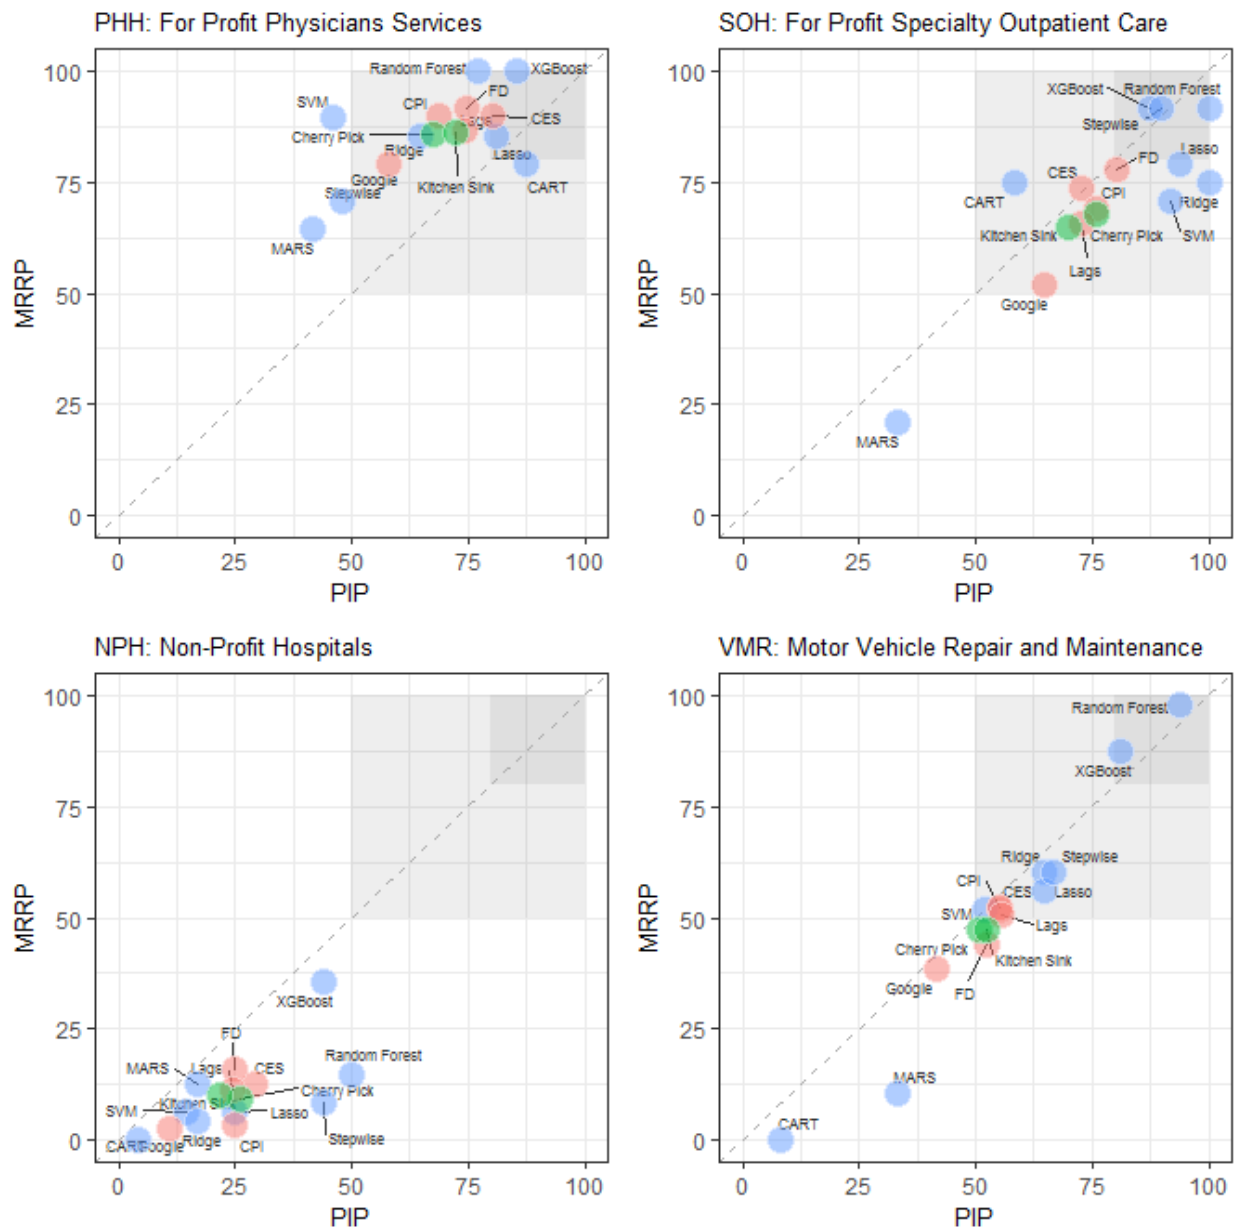 PHH: For Profit Physicians Services
SOH: For Profit Specialty Outpatient Care
MRRP
100
75
50
25
0
Random Forest
XGBoost
SVM
CPI
FD
Lags
CES
Cherry Pick
Ridge
Lasso
Google
Kitchen Sink
CART
Stepwise
MARS
0 25 50 75 100
PIP
MRRP
100
75
50
25
0
XGBoost
Random Forest
Stepwise
FD
Lasso
CES
CPI
CART
Ridge
Kitchen Sink
Cherry Pick
SVM
Lags
Google
MARS
0 25 50 75 100
PIP
NPH: Non-Profit Hospitals
VMR: Motor Vehicle Repair and Maintenance
MRRP
100
75
50
25
0
XGBoost
FD
Random Forest
MARS
Lags
CES
Cherry Pick
SVM
Kitchen
Lasso
Stepwise
CART
Google
Ridge
CPI
0 25 50 75 100
PIP
MRRP
100
75
50
25
0
Random Forest
XGBoost
Ridge
Stepwise
CPI
CES
Lasso
SVM
Lags
Cherry Pick
Kitchen Sink
Google
FD
MARS
CART
0 25 50 75 100
PIP